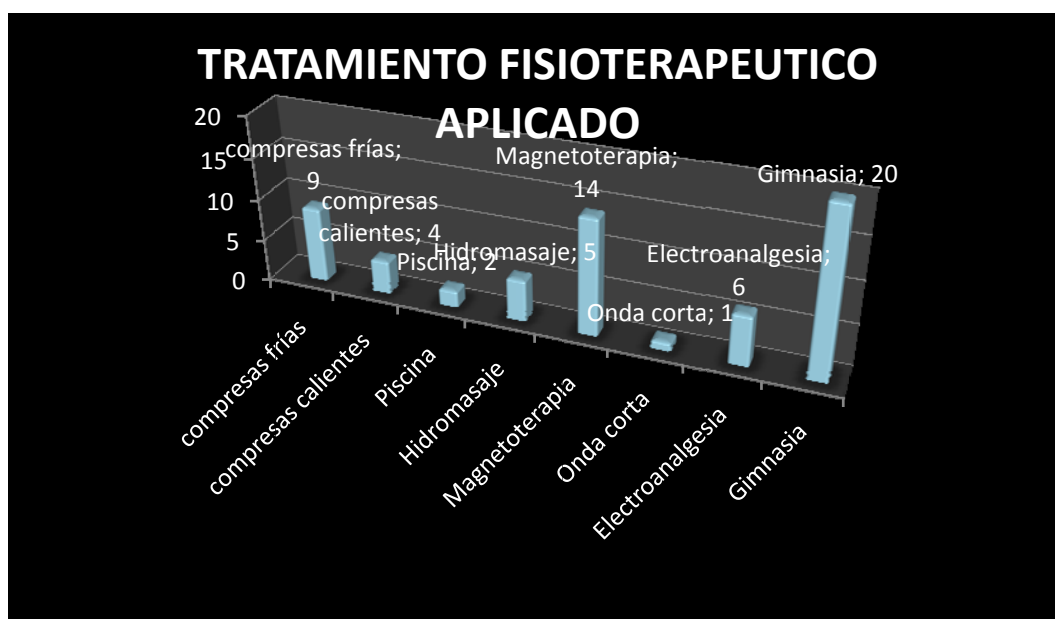 TRATAMIENTO FISIOTERAPEUTICO
APLICADO
20
15
10
5
0
compresas frías;
9
compresas
calientes; 4
Piscina; 2
Hidromasaje; 5
Magnetoterapia;
14
Onda corta; 1
Electroanalgesia;
6
Gimnasia; 20
compresas frías
compresas calientes
Piscina
Hidromasaje
Magnetoterapia
Onda corta
Electroanalgesia
Gimnasia